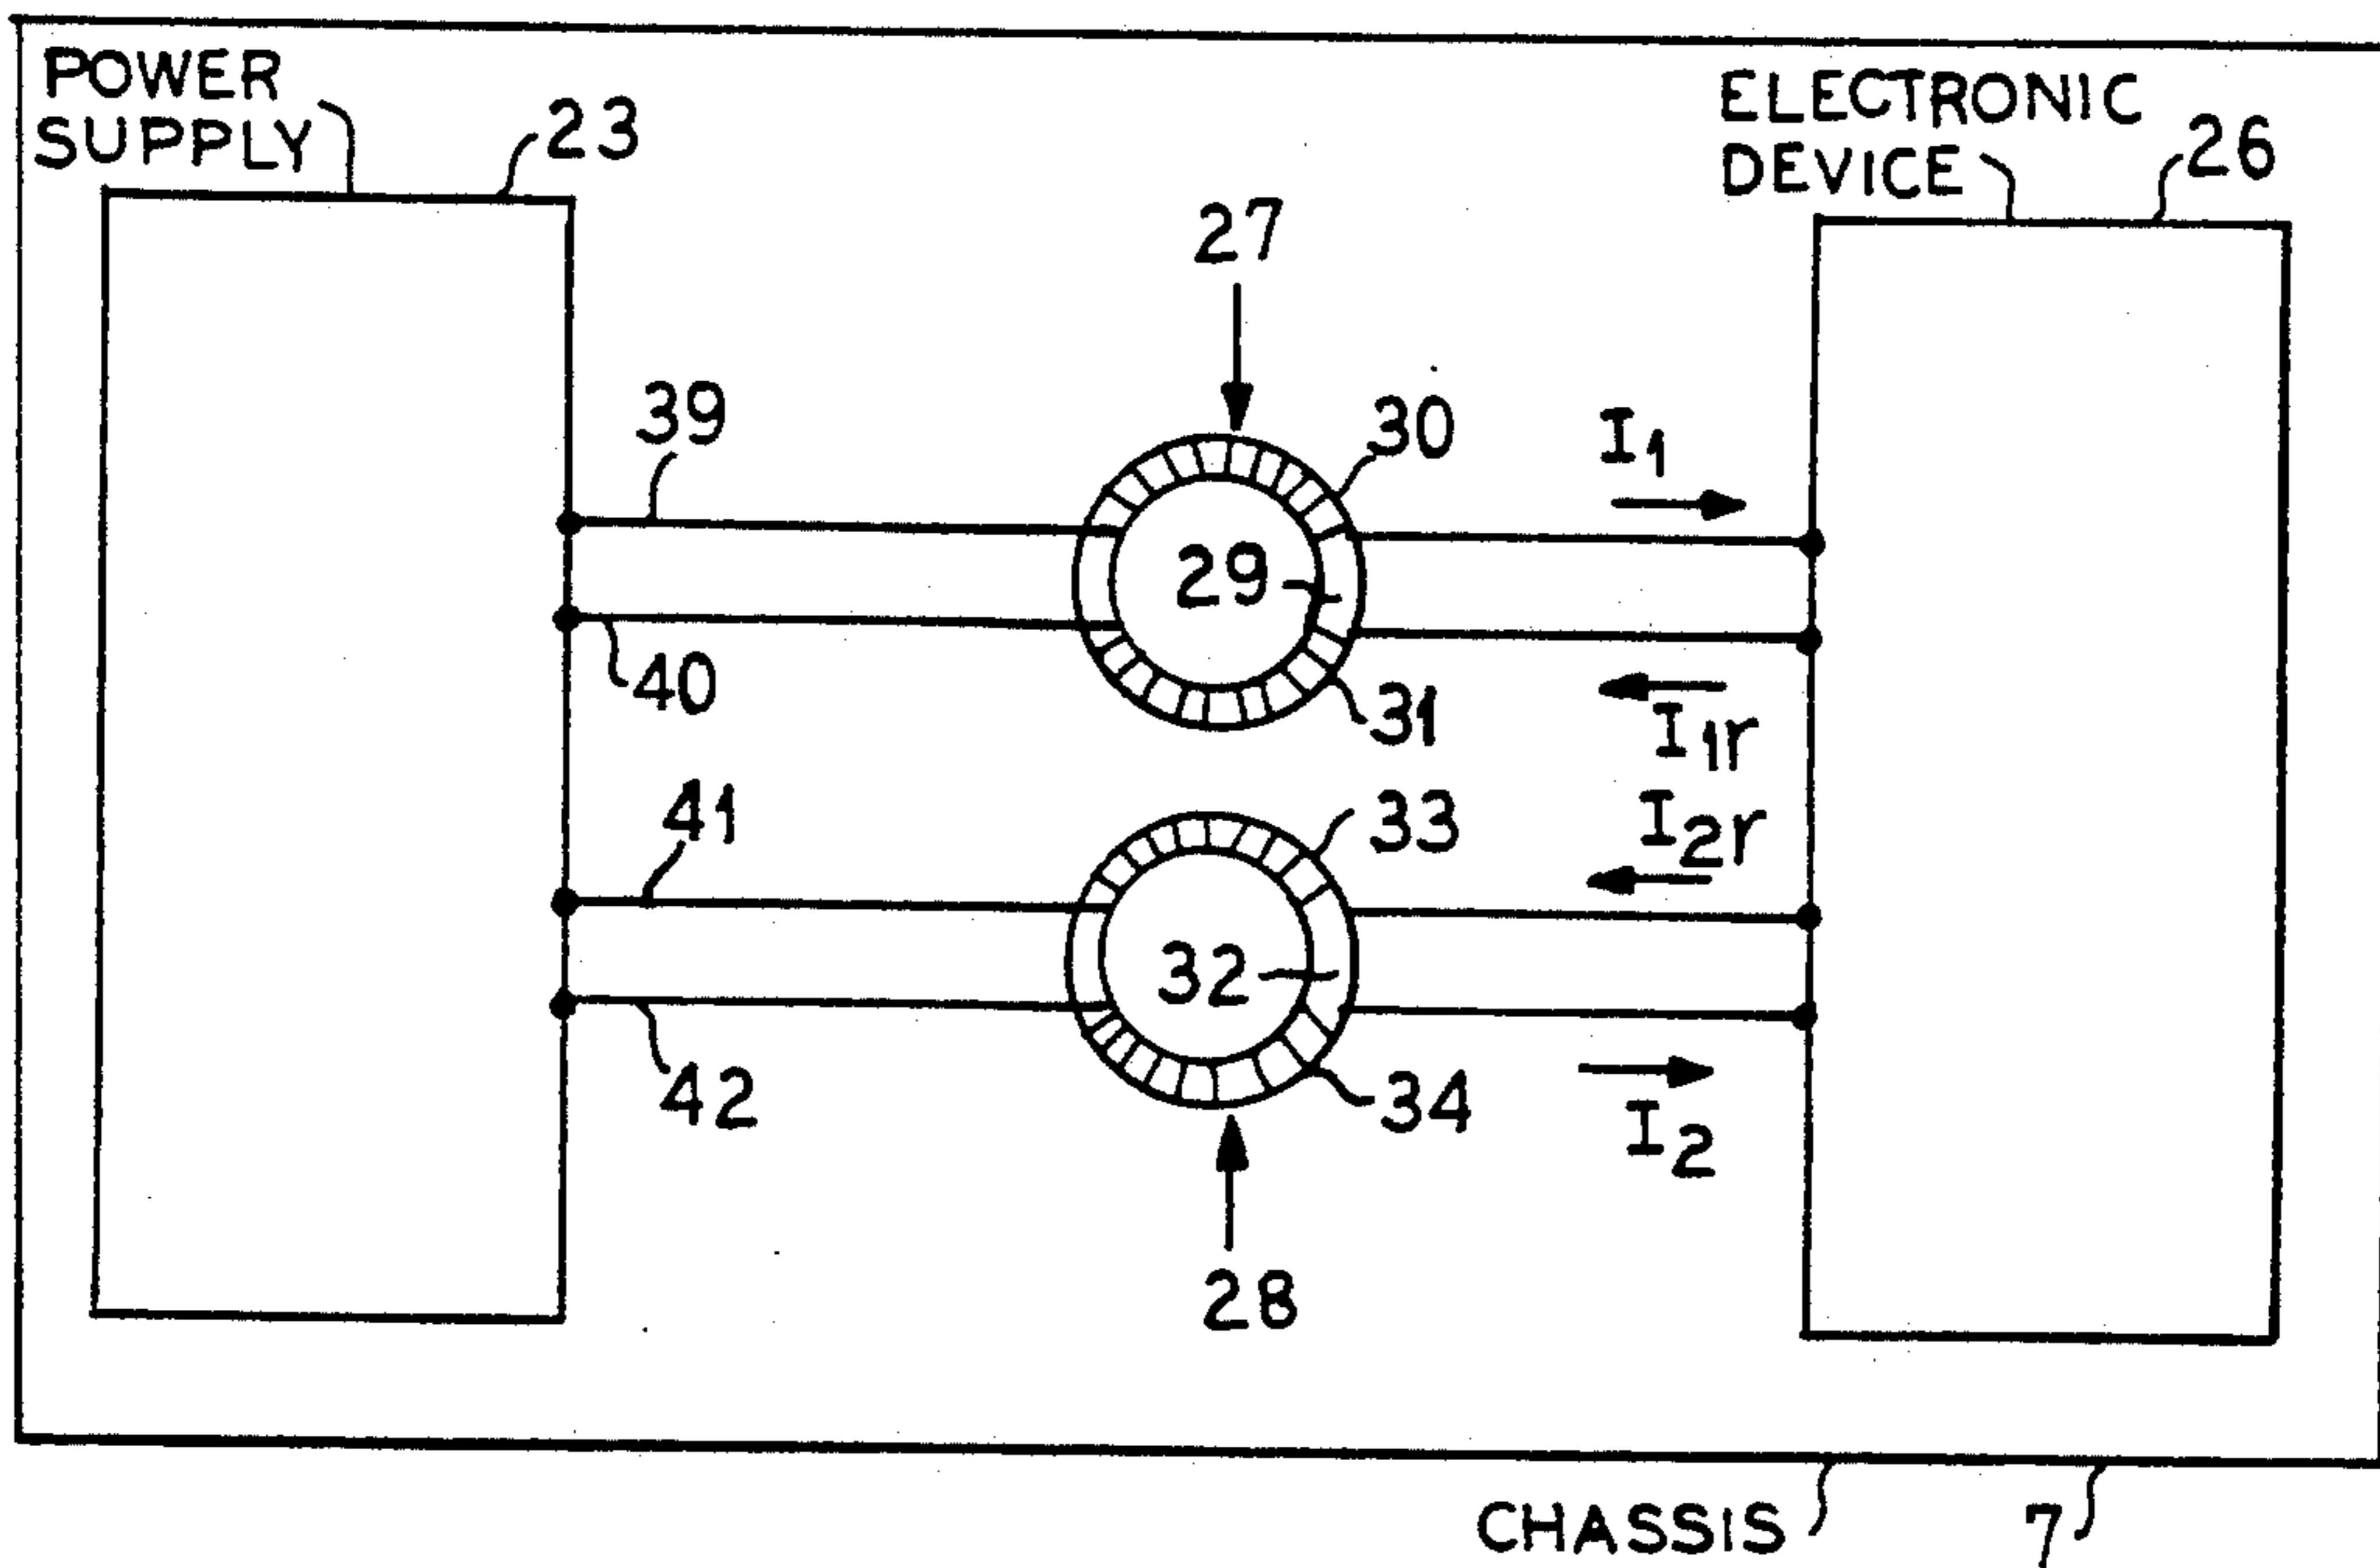 POWER
SUPPLY
23
ELECTRONIC
DEVICE
26
27
39
30
I1
29
40
31
I1r
41
33
I2r
32
42
34
I2
28
CHASSIS
7